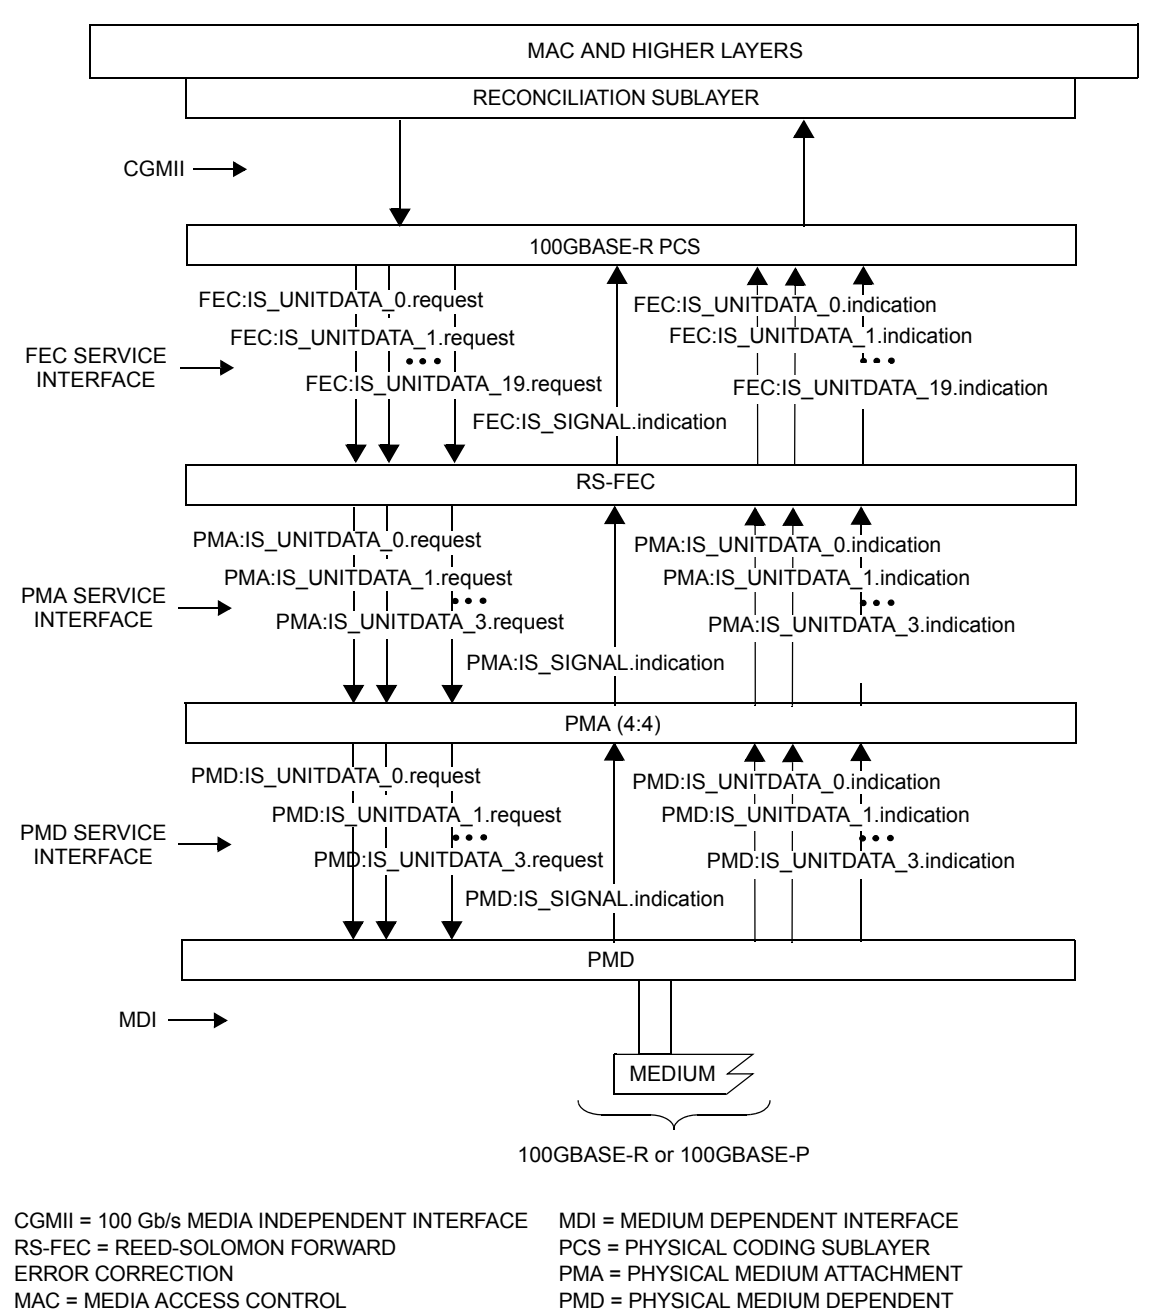 MAC AND HIGHER LAYERS
RECONCILIATION SUBLAYER
CGMII
100GBASE-R PCS
FEC:IS_UNITDATA_0.request
FEC:IS_UNITDATA_0.indication
FEC:IS_UNITDATA_1.request
FEC:IS_UNITDATA_1.indication
FEC SERVICE
INTERFACE
•••
•••
FEC:IS_UNITDATA_19.request
FEC:IS_UNITDATA_19.indication
FEC:IS_SIGNAL.indication
RS-FEC
PMA:IS_UNITDATA_0.request
PMA:IS_UNITDATA_0.indication
PMA:IS_UNITDATA_1.request
PMA:IS_UNITDATA_1.indication
PMA SERVICE
INTERFACE
•••
•••
PMA:IS_UNITDATA_3.request
PMA:IS_UNITDATA_3.indication
PMA:IS_SIGNAL.indication
PMA (4:4)
PMD:IS_UNITDATA_0.request
PMD:IS_UNITDATA_0.indication
PMD:IS_UNITDATA_1.request
PMD:IS_UNITDATA_1.indication
PMD SERVICE
INTERFACE
•••
•••
PMD:IS_UNITDATA_3.request
PMD:IS_UNITDATA_3.indication
PMD:IS_SIGNAL.indication
PMD
MDI
MEDIUM
100GBASE-R or 100GBASE-P
CGMII = 100 Gb/s MEDIA INDEPENDENT INTERFACE
RS-FEC = REED-SOLOMON FORWARD
ERROR CORRECTION
MAC = MEDIA ACCESS CONTROL
MDI = MEDIUM DEPENDENT INTERFACE
PCS = PHYSICAL CODING SUBLAYER
PMA = PHYSICAL MEDIUM ATTACHMENT
PMD = PHYSICAL MEDIUM DEPENDENT